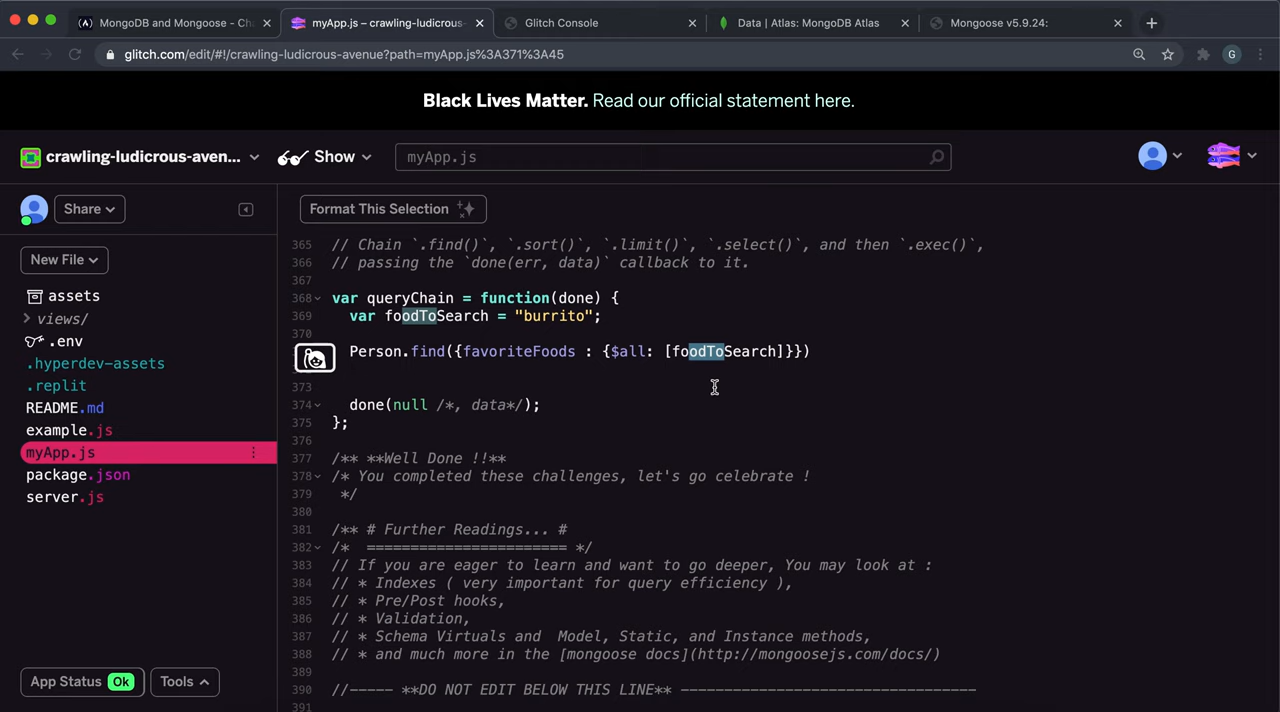 MongoDB and Mongoose - Cha
myApp.js – crawling-ludicrous-
Glitch Console
Data | Atlas: MongoDB Atlas
Mongoose v5.9.24:
glitch.com/edit/#!/crawling-ludicrous-avenue?path=myApp.js%3A371%3A45
G
Black Lives Matter. Read our official statement here.
crawling-ludicrous-aven...
Show
myApp.js
Share
Format This Selection
New File
assets
views/
.env
.hyperdev-assets
.replit
README.md
example.js
myApp.js
package.json
server.js
App Status Ok
Tools
365 // Chain `.find()`, `.sort()`, `.limit()`, `.select()`, and then `.exec()`,
366 // passing the `done(err, data)` callback to it.
367
368 var queryChain = function(done) {
369 var foodToSearch = "burrito";
370
Person.find({favoriteFoods : {$all: [foodToSearch]}})
373
374 done(null /*, data*/);
375 };
376
377 /** **Well Done !!**
378 /* You completed these challenges, let's go celebrate !
379 */
380
381 /** # Further Readings... #
382 /* ======================= */
383 // If you are eager to learn and want to go deeper, You may look at :
384 // * Indexes ( very important for query efficiency ),
385 // * Pre/Post hooks,
386 // * Validation,
387 // * Schema Virtuals and  Model, Static, and Instance methods,
388 // * and much more in the [mongoose docs](http://mongoosejs.com/docs/)
389
390 //----- **DO NOT EDIT BELOW THIS LINE** ----------------------------------
391